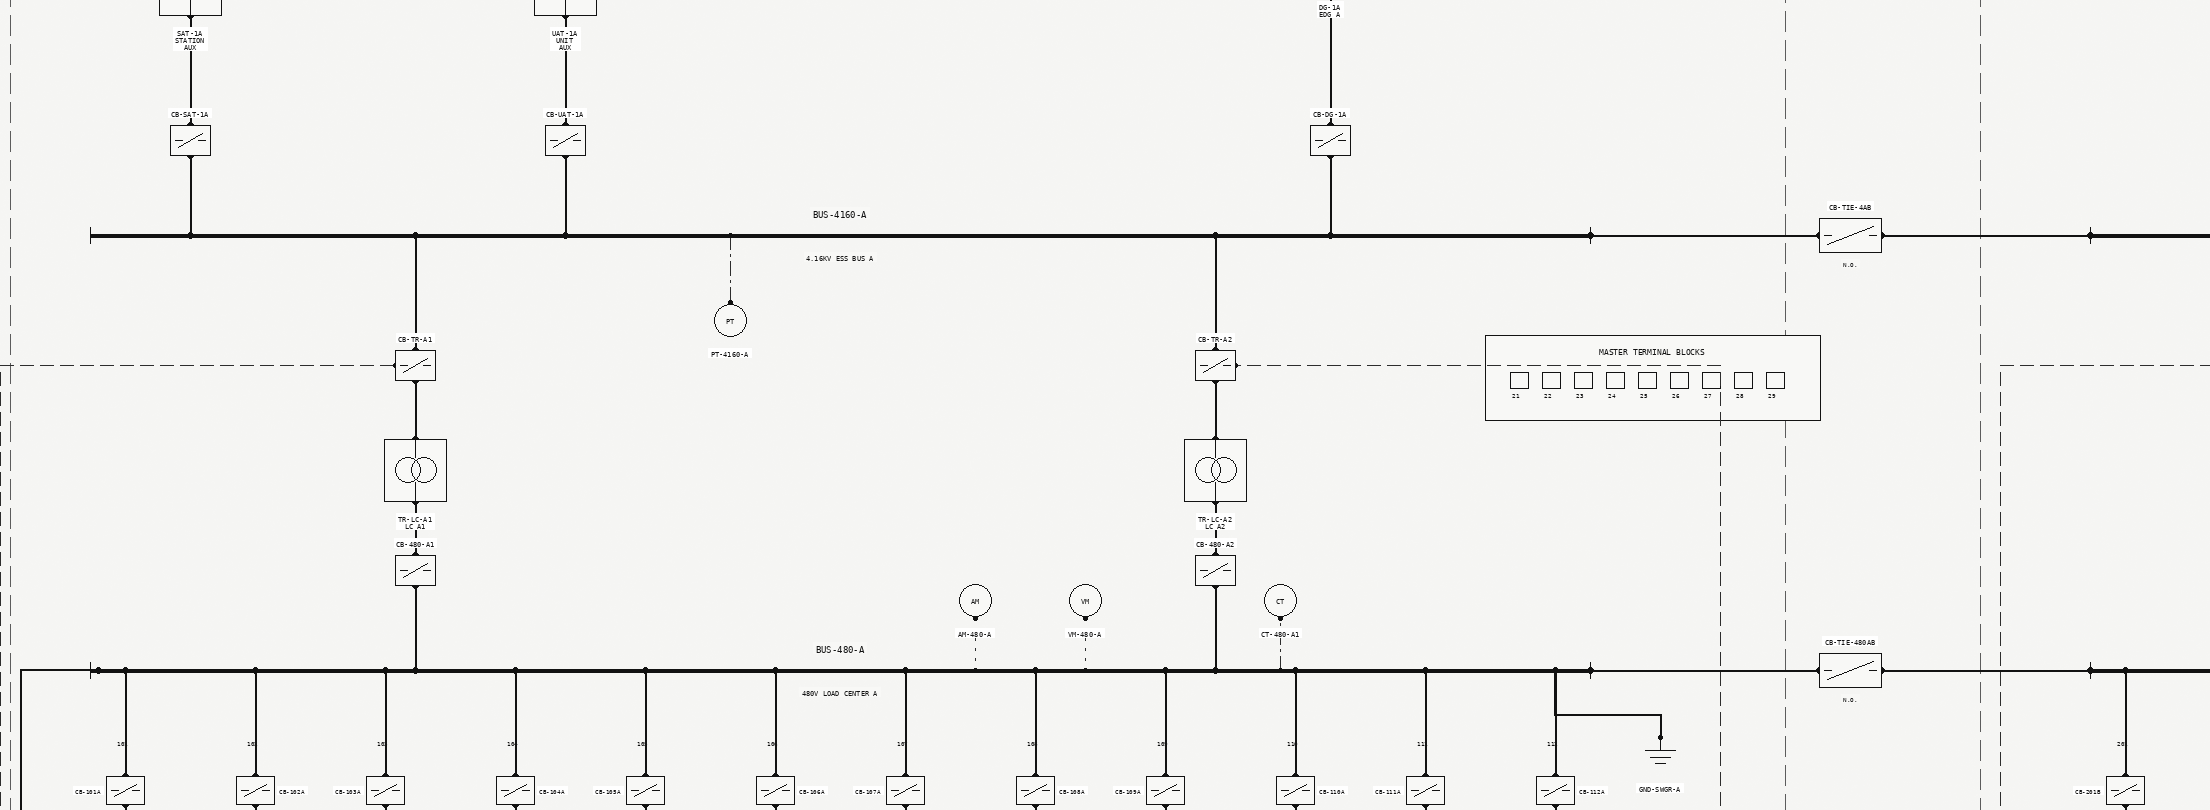 SAT-1A
STATION
AUX
UAT-1A
UNIT
AUX
DG-1A
EDG A
CB-SAT-1A
CB-UAT-1A
CB-DG-1A
BUS-4160-A
4.16KV ESS BUS A
CB-TIE-4AB
N.O.
PT
PT-4160-A
CB-TR-A1
CB-TR-A2
MASTER TERMINAL BLOCKS
21 22 23 24 25 26 27 28 29
TR-LC-A1
LC A1
TR-LC-A2
LC A2
CB-480-A1
CB-480-A2
AM
VM
CT
AM-480-A
VM-480-A
CT-480-A1
BUS-480-A
480V LOAD CENTER A
CB-TIE-480AB
N.O.
CB-101A
CB-102A
CB-103A
CB-104A
CB-105A
CB-106A
CB-107A
CB-108A
CB-109A
CB-110A
CB-111A
CB-112A
GND-SWGR-A
CB-201B